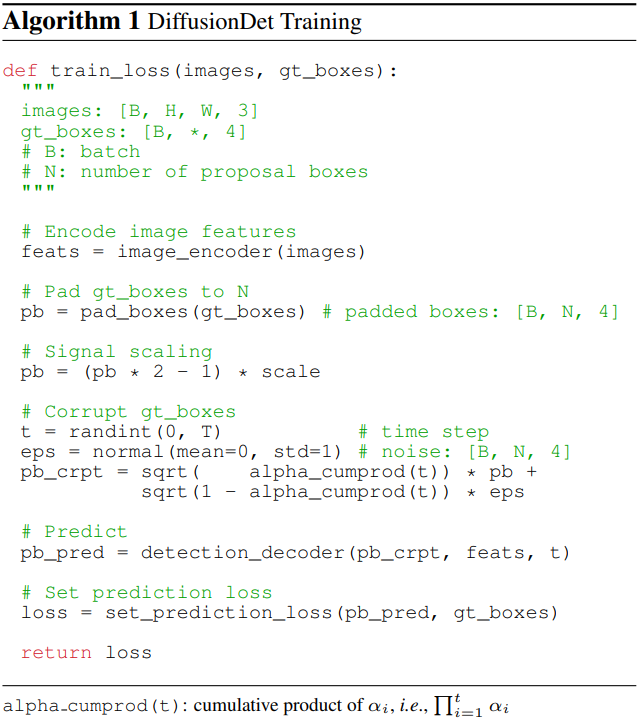 Algorithm 1 DiffusionDet Training
def train_loss(images, gt_boxes):
  """
  images: [B, H, W, 3]
  gt_boxes: [B, *, 4]
  # B: batch
  # N: number of proposal boxes
  """
  # Encode image features
  feats = image_encoder(images)
  # Pad gt_boxes to N
  pb = pad_boxes(gt_boxes) # padded boxes: [B, N, 4]
  # Signal scaling
  pb = (pb * 2 - 1) * scale
  # Corrupt gt_boxes
  t = randint(0, T)           # time step
  eps = normal(mean=0, std=1) # noise: [B, N, 4]
  pb_crpt = sqrt(    alpha_cumprod(t)) * pb +
            sqrt(1 - alpha_cumprod(t)) * eps
  # Predict
  pb_pred = detection_decoder(pb_crpt, feats, t)
  # Set prediction loss
  loss = set_prediction_loss(pb_pred, gt_boxes)
  return loss
alpha_cumprod(t): cumulative product of αᵢ, i.e., ∏ᵗᵢ₌₁ αᵢ